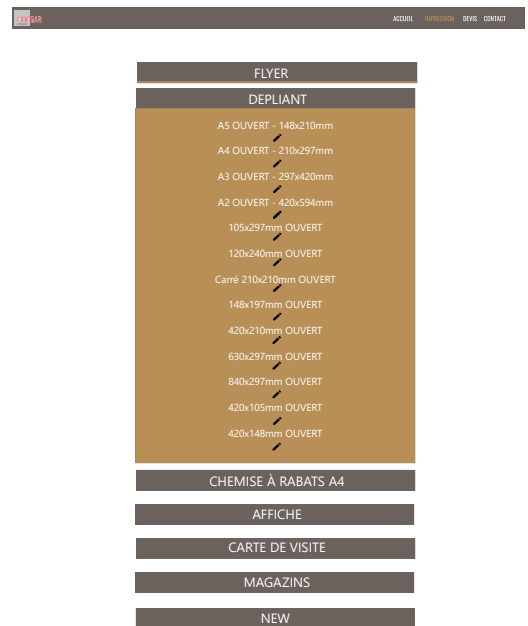 ACCUEIL IMPRESSION DEVIS CONTACT
FLYER
DEPLIANT
A5 OUVERT - 148x210mm
A4 OUVERT - 210x297mm
A3 OUVERT - 297x420mm
A2 OUVERT - 420x594mm
105x297mm OUVERT
120x240mm OUVERT
Carré 210x210mm OUVERT
148x197mm OUVERT
420x210mm OUVERT
630x297mm OUVERT
840x297mm OUVERT
420x105mm OUVERT
420x148mm OUVERT
CHEMISE À RABATS A4
AFFICHE
CARTE DE VISITE
MAGAZINS
NEW